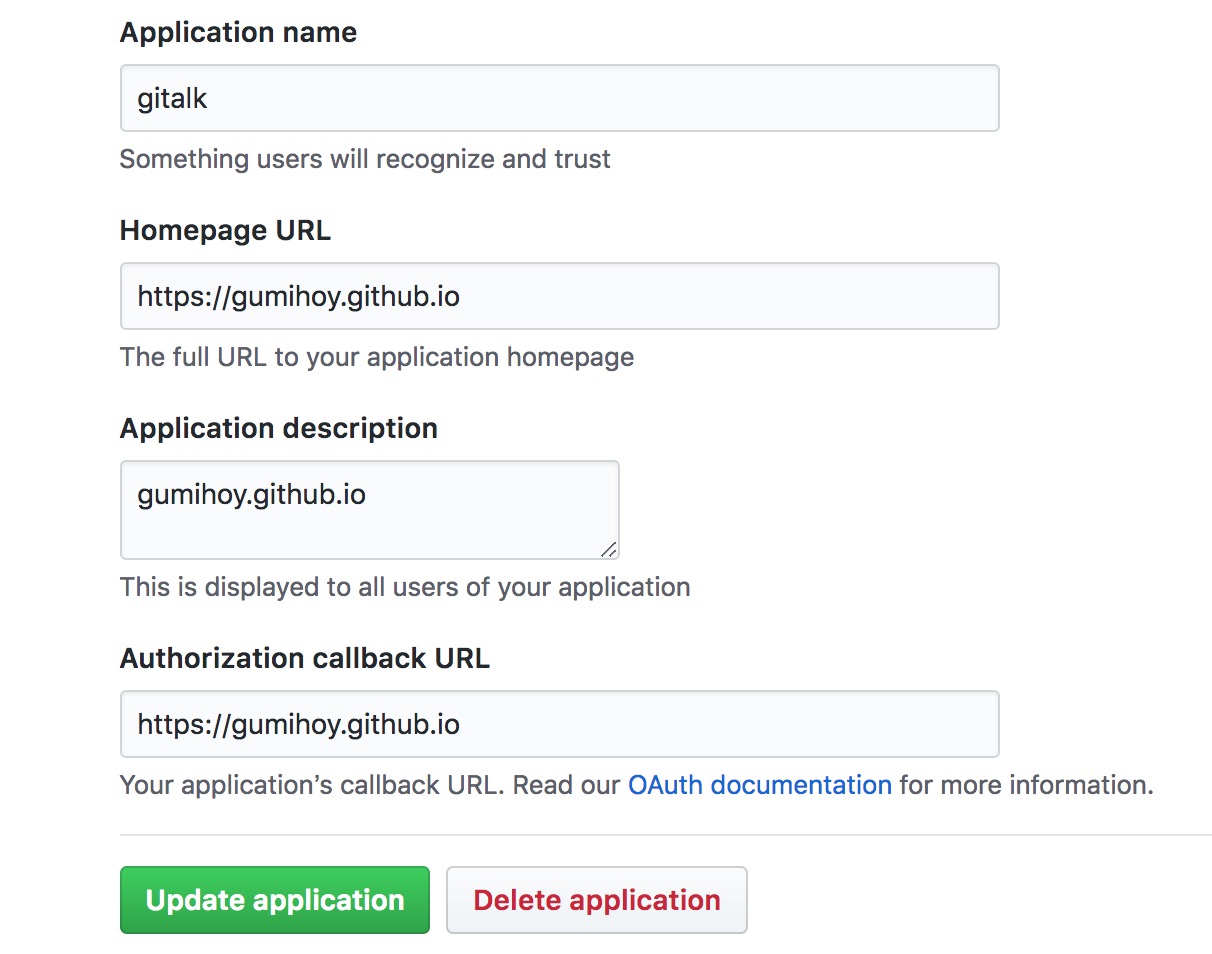 Application name
gitalk
Something users will recognize and trust
Homepage URL
https://gumihoy.github.io
The full URL to your application homepage
Application description
gumihoy.github.io
This is displayed to all users of your application
Authorization callback URL
https://gumihoy.github.io
Your application’s callback URL. Read our OAuth documentation for more information.
Update application
Delete application